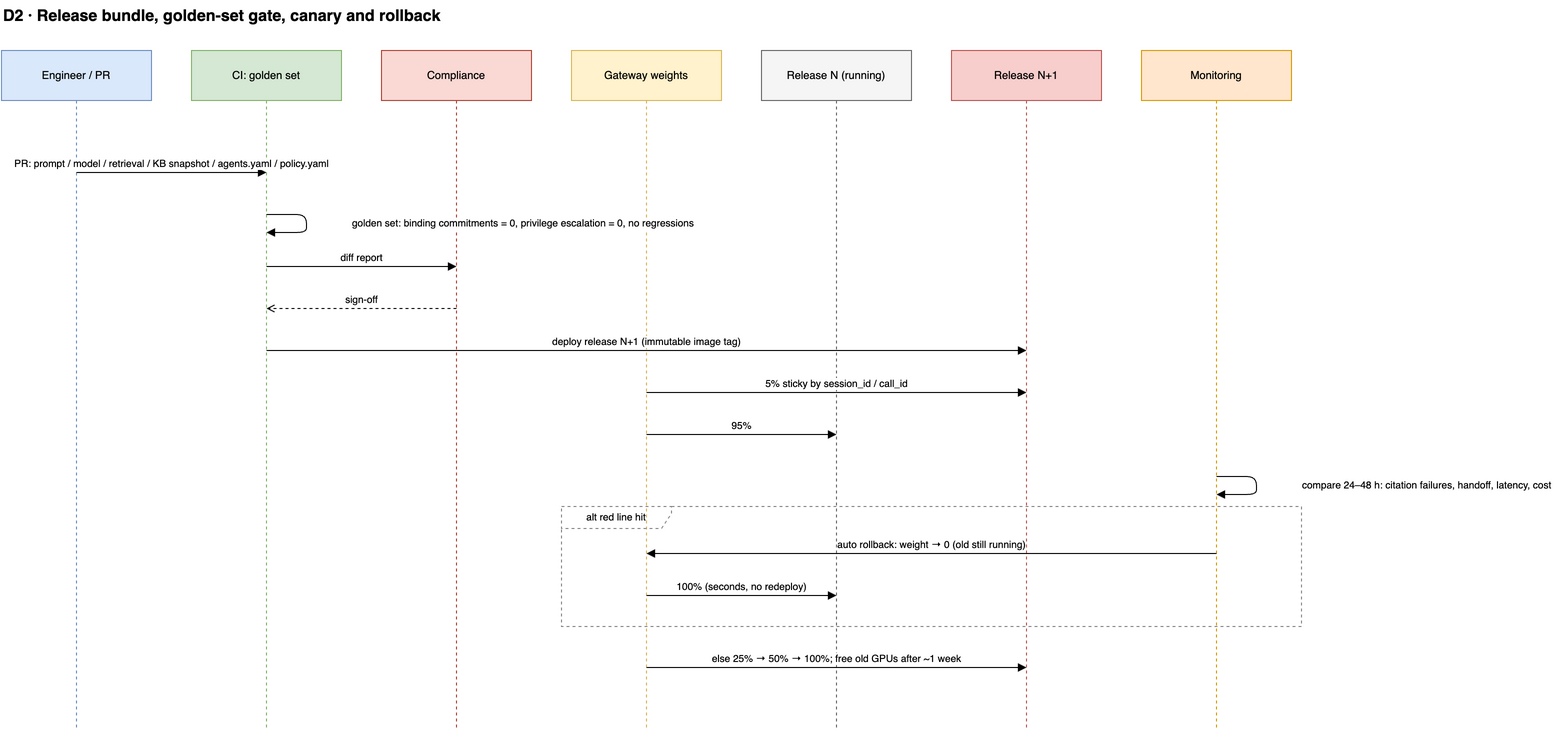 D2 · Release bundle, golden-set gate, canary and rollback
Engineer / PR
CI: golden set
Compliance
Gateway weights
Release N (running)
Release N+1
Monitoring
PR: prompt / model / retrieval / KB snapshot / agents.yaml / policy.yaml
golden set: binding commitments = 0, privilege escalation = 0, no regressions
diff report
sign-off
deploy release N+1 (immutable image tag)
5% sticky by session_id / call_id
95%
compare 24–48 h: citation failures, handoff, latency, cost
alt red line hit
auto rollback: weight → 0 (old still running)
100% (seconds, no redeploy)
else 25% → 50% → 100%; free old GPUs after ~1 week